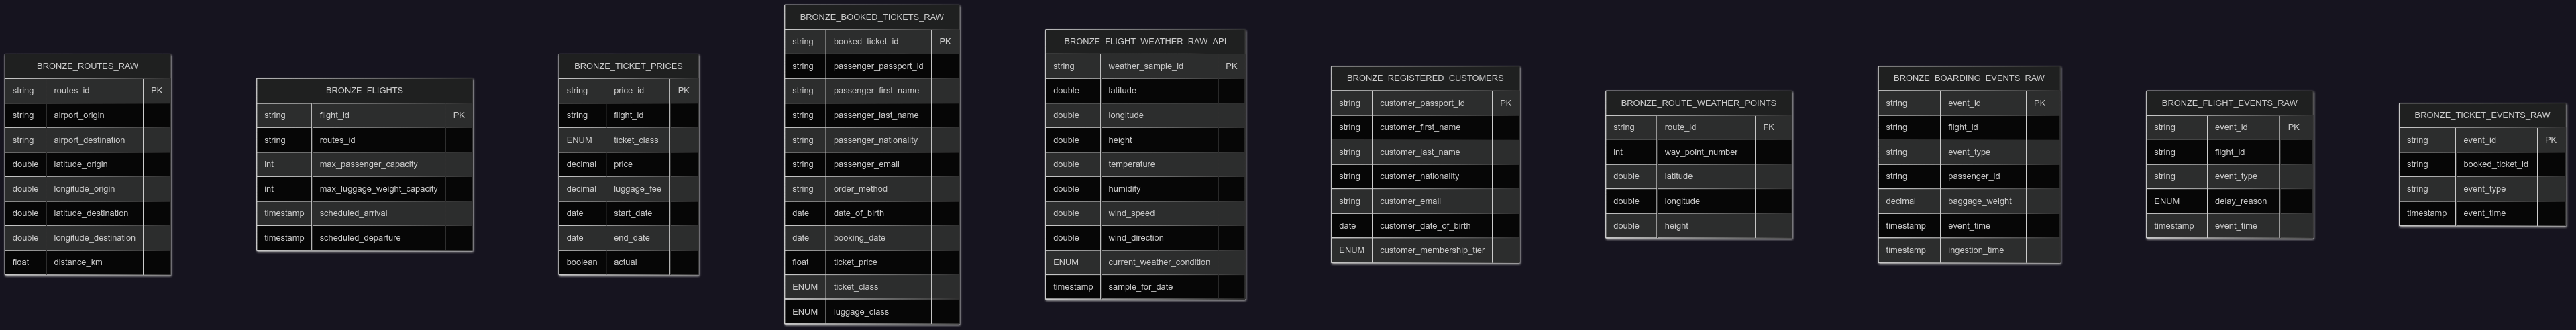 BRONZE_ROUTES_RAW
string routes_id PK
string airport_origin
string airport_destination
double latitude_origin
double longitude_origin
double latitude_destination
double longitude_destination
float distance_km
BRONZE_FLIGHTS
string flight_id PK
string routes_id
int max_passenger_capacity
int max_luggage_weight_capacity
timestamp scheduled_arrival
timestamp scheduled_departure
BRONZE_TICKET_PRICES
string price_id PK
string flight_id
ENUM ticket_class
decimal price
decimal luggage_fee
date start_date
date end_date
boolean actual
BRONZE_BOOKED_TICKETS_RAW
string booked_ticket_id PK
string passenger_passport_id
string passenger_first_name
string passenger_last_name
string passenger_nationality
string passenger_email
string order_method
date date_of_birth
date booking_date
float ticket_price
ENUM ticket_class
ENUM luggage_class
BRONZE_FLIGHT_WEATHER_RAW_API
string weather_sample_id PK
double latitude
double longitude
double height
double temperature
double humidity
double wind_speed
double wind_direction
ENUM current_weather_condition
timestamp sample_for_date
BRONZE_REGISTERED_CUSTOMERS
string customer_passport_id PK
string customer_first_name
string customer_last_name
string customer_nationality
string customer_email
date customer_date_of_birth
ENUM customer_membership_tier
BRONZE_ROUTE_WEATHER_POINTS
string route_id FK
int way_point_number
double latitude
double longitude
double height
BRONZE_BOARDING_EVENTS_RAW
string event_id PK
string flight_id
string event_type
string passenger_id
decimal baggage_weight
timestamp event_time
timestamp ingestion_time
BRONZE_FLIGHT_EVENTS_RAW
string event_id PK
string flight_id
string event_type
ENUM delay_reason
timestamp event_time
BRONZE_TICKET_EVENTS_RAW
string event_id PK
string booked_ticket_id
string event_type
timestamp event_time